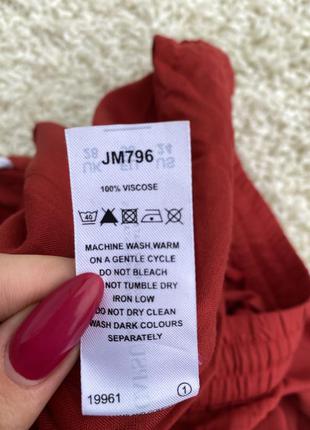 JM796
100% VISCOSE
40
MACHINE WASH WARM
ON A GENTLE CYCLE
DO NOT BLEACH
NOT TUMBLE DRY
IRON LOW
DO NOT DRY CLEAN
WASH DARK COLOURS
SEPARATELY
19961
1